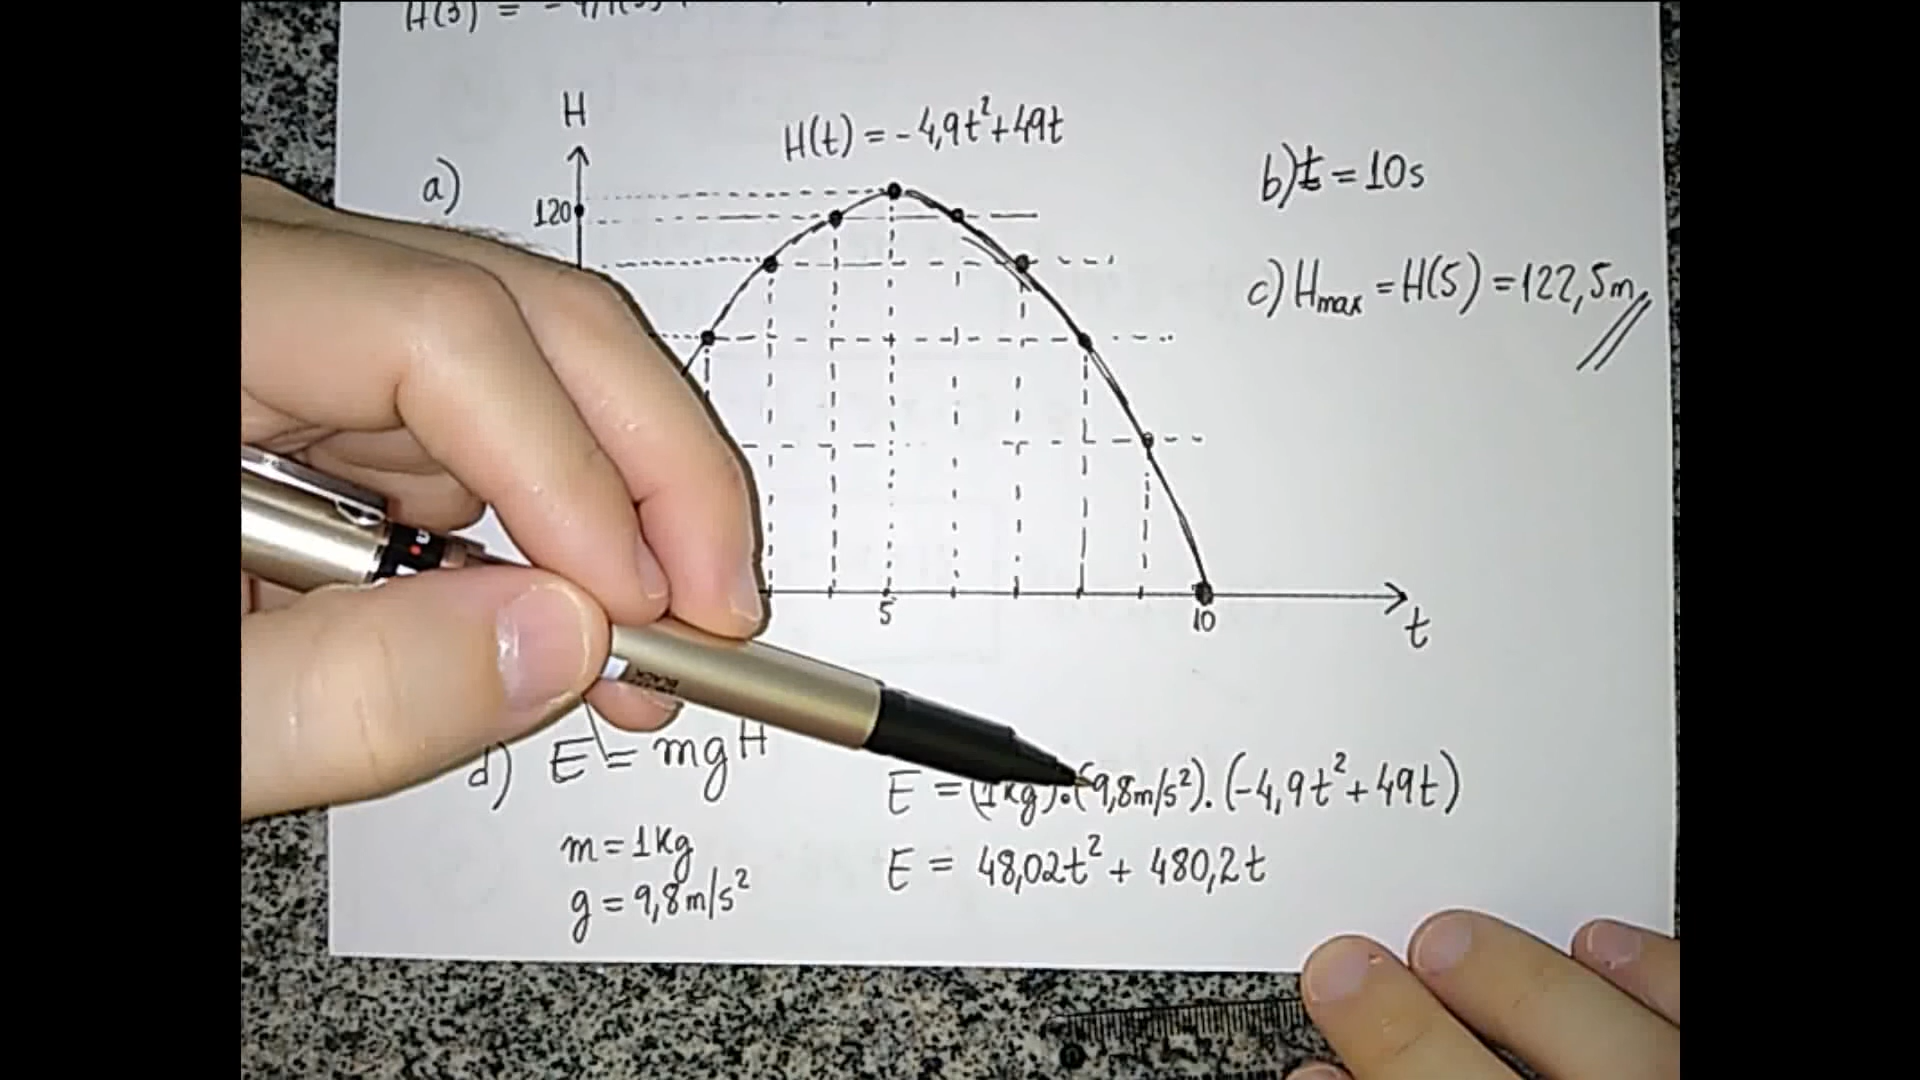 H(t) = -4,9t²+49t
H
a)
120
b) t = 10s
c) Hmax = H(5) = 122,5m
5
10
t
d) E = mgH
m = 1Kg
g = 9,8m/s²
E = (1Kg).(9,8m/s²).(-4,9t²+49t)
E = 48,02t² + 480,2t